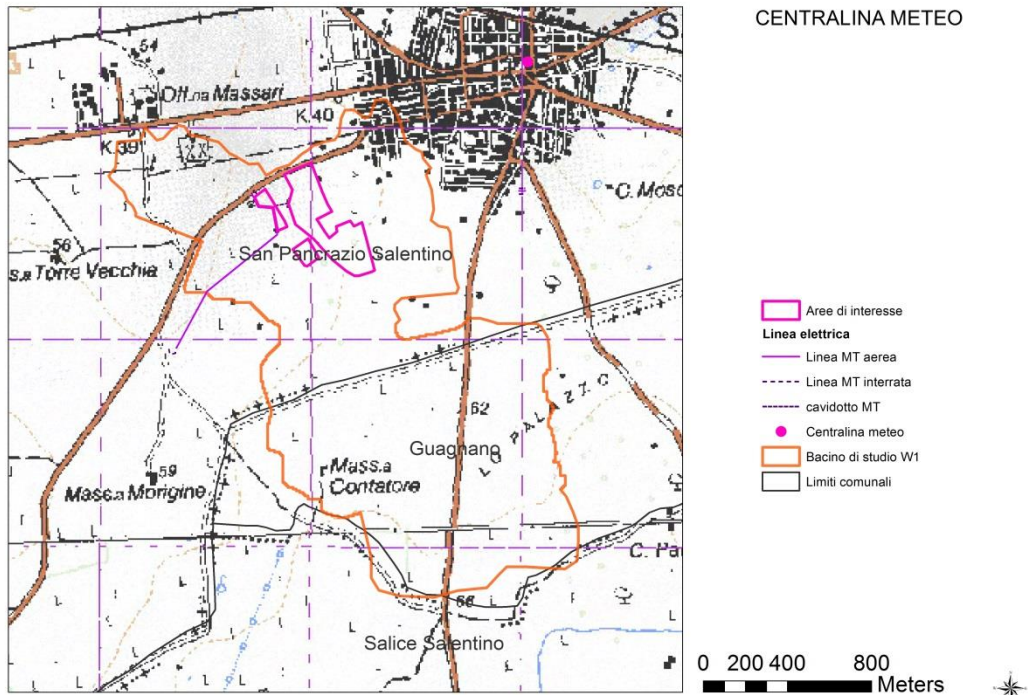 CENTRALINA METEO
S
54
Off.na Massari
K.40
K.39
C. Mosc
56
s.a Torre Vecchia
San Pancrazio Salentino
62
LO PALAZZO
Guagnano
59
Mass.a Morigine
Mass.a
Contatore
C. Pa
66
Salice Salentino
Aree di interesse
Linea elettrica
Linea MT aerea
Linea MT interrata
cavidotto MT
Centralina meteo
Bacino di studio W1
Limiti comunali
0 200 400 800
Meters